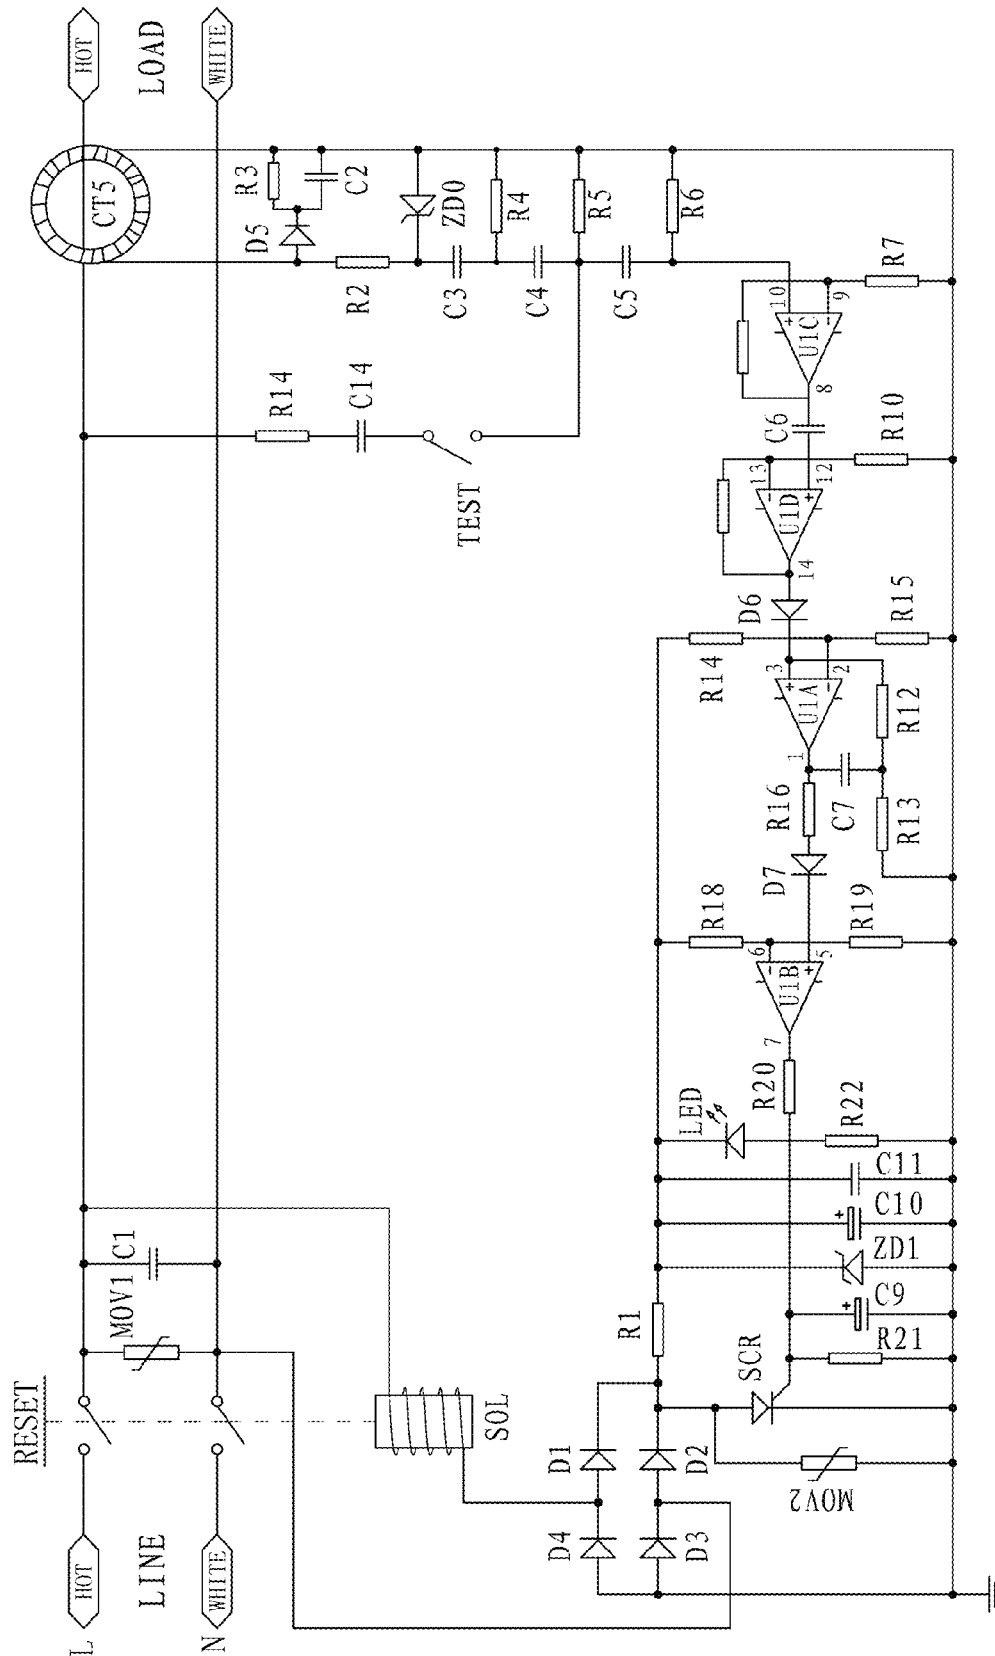 HOT
LOAD
WHITE
CT5
R3
C2
D5
ZD0
R4
R5
R6
R2
C3
C4
C5
R7
10
9
U1C
8
R14
C14
TEST
C6
R10
13
12
U1D
14
D6
R15
R14
3
2
U1A
1
R12
R16
C7
R13
D7
R18
R19
6
5
U1B
7
R20
LED
R22
C11
C10
ZD1
C9
R21
C1
MOV1
R1
SCR
RESET
SOL
D1
D2
MOV2
D4
D3
HOT
LINE
WHITE
L
N